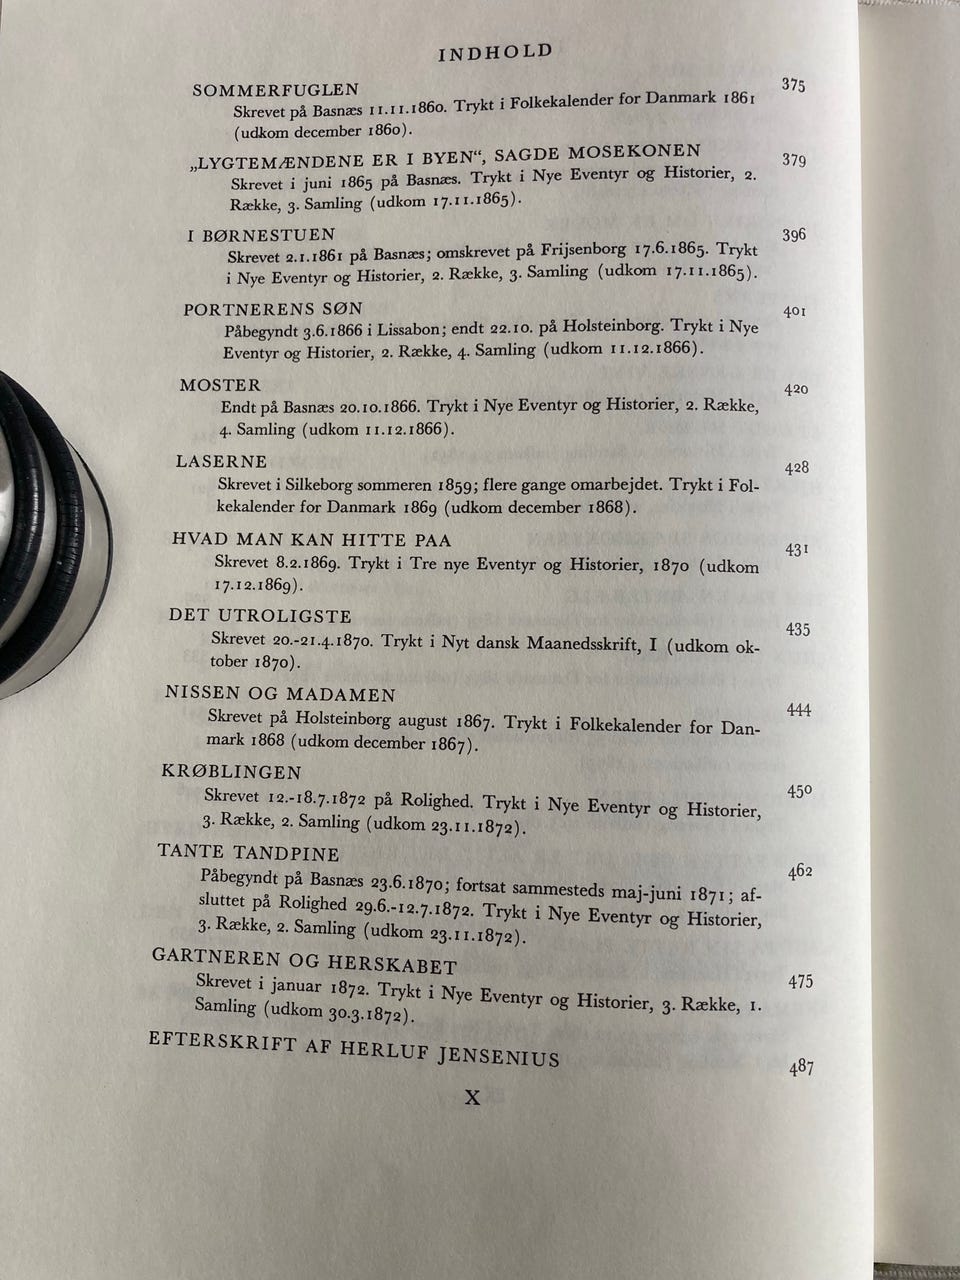 INDHOLD
SOMMERFUGLEN 375
Skrevet på Basnæs 11.11.1860. Trykt i Folkekalender for Danmark 1861
(udkom december 1860).
„LYGTEMÆNDENE ER I BYEN“, SAGDE MOSEKONEN 379
Skrevet i juni 1865 på Basnæs. Trykt i Nye Eventyr og Historier, 2.
Række, 3. Samling (udkom 17.11.1865).
I BØRNESTUEN 396
Skrevet 2.1.1861 på Basnæs; omskrevet på Frijsenborg 17.6.1865. Trykt
i Nye Eventyr og Historier, 2. Række, 3. Samling (udkom 17.11.1865).
PORTNERENS SØN 401
Påbegyndt 3.6.1866 i Lissabon; endt 22.10. på Holsteinborg. Trykt i Nye
Eventyr og Historier, 2. Række, 4. Samling (udkom 11.12.1866).
MOSTER 420
Endt på Basnæs 20.10.1866. Trykt i Nye Eventyr og Historier, 2. Række,
4. Samling (udkom 11.12.1866).
LASERNE 428
Skrevet i Silkeborg sommeren 1859; flere gange omarbejdet. Trykt i Fol-
kekalender for Danmark 1869 (udkom december 1868).
HVAD MAN KAN HITTE PAA 431
Skrevet 8.2.1869. Trykt i Tre nye Eventyr og Historier, 1870 (udkom
17.12.1869).
DET UTROLIGSTE 435
Skrevet 20.-21.4.1870. Trykt i Nyt dansk Maanedsskrift, I (udkom ok-
tober 1870).
NISSEN OG MADAMEN 444
Skrevet på Holsteinborg august 1867. Trykt i Folkekalender for Dan-
mark 1868 (udkom december 1867).
KRØBLINGEN 450
Skrevet 12.-18.7.1872 på Rolighed. Trykt i Nye Eventyr og Historier,
3. Række, 2. Samling (udkom 23.11.1872).
TANTE TANDPINE 462
Påbegyndt på Basnæs 23.6.1870; fortsat sammesteds maj-juni 1871; af-
sluttet på Rolighed 29.6.-12.7.1872. Trykt i Nye Eventyr og Historier,
3. Række, 2. Samling (udkom 23.11.1872).
GARTNEREN OG HERSKABET 475
Skrevet i januar 1872. Trykt i Nye Eventyr og Historier, 3. Række, 1.
Samling (udkom 30.3.1872).
EFTERSKRIFT AF HERLUF JENSENIUS 487
X